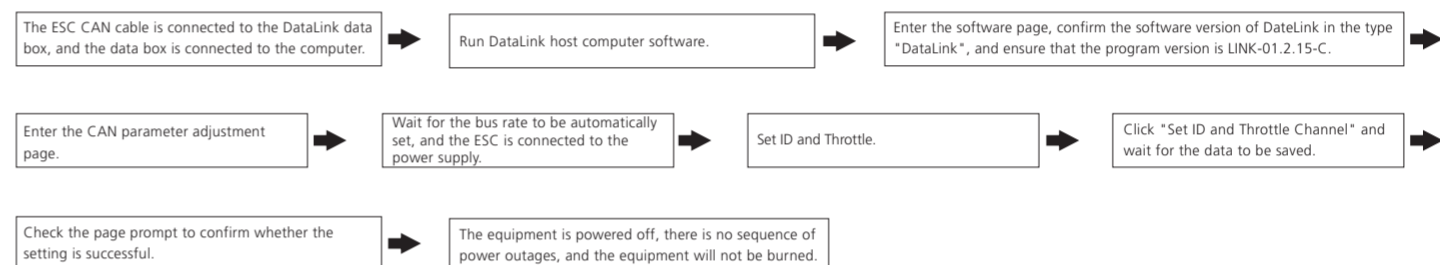 The ESC CAN cable is connected to the DataLink data
box, and the data box is connected to the computer.
Run DataLink host computer software.
Enter the software page, confirm the software version of DateLink in the type
"DataLink", and ensure that the program version is LINK-01.2.15-C.
Enter the CAN parameter adjustment
page.
Wait for the bus rate to be automatically
set, and the ESC is connected to the
power supply.
Set ID and Throttle.
Click "Set ID and Throttle Channel" and
wait for the data to be saved.
Check the page prompt to confirm whether the
setting is successful.
The equipment is powered off, there is no sequence of
power outages, and the equipment will not be burned.